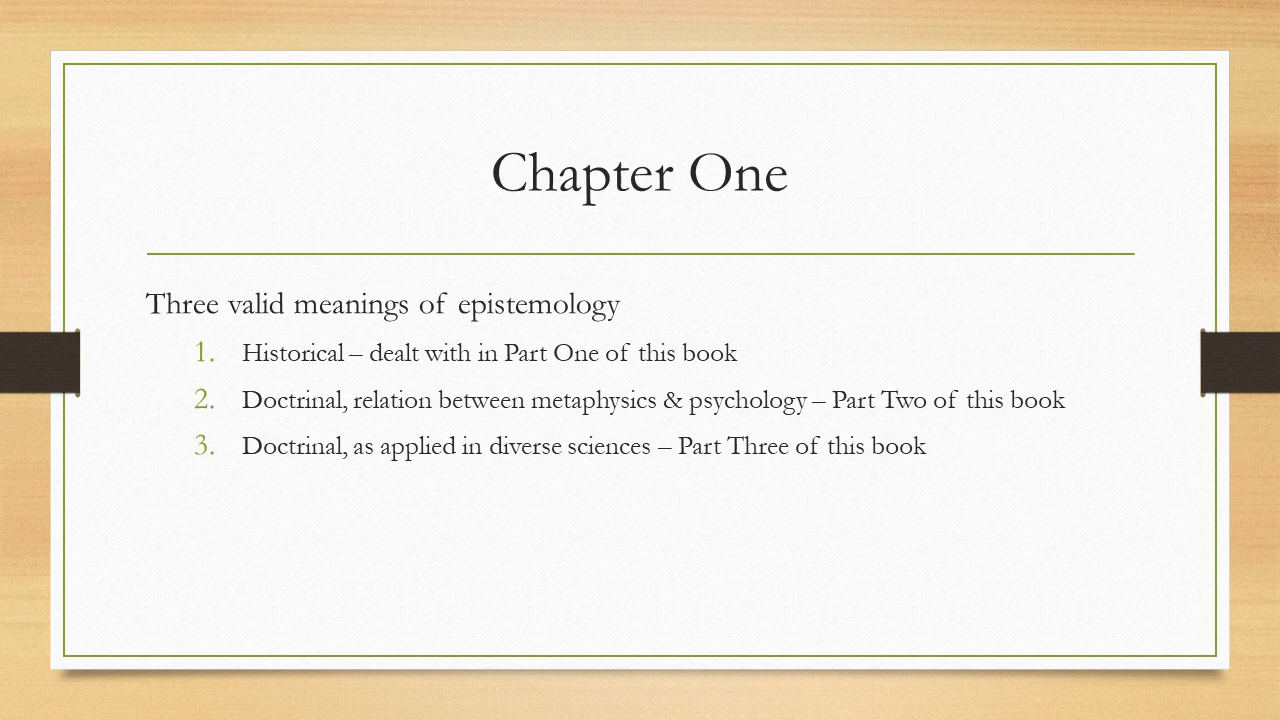 Chapter One
Three valid meanings of epistemology
1. Historical – dealt with in Part One of this book
2. Doctrinal, relation between metaphysics & psychology – Part Two of this book
3. Doctrinal, as applied in diverse sciences – Part Three of this book